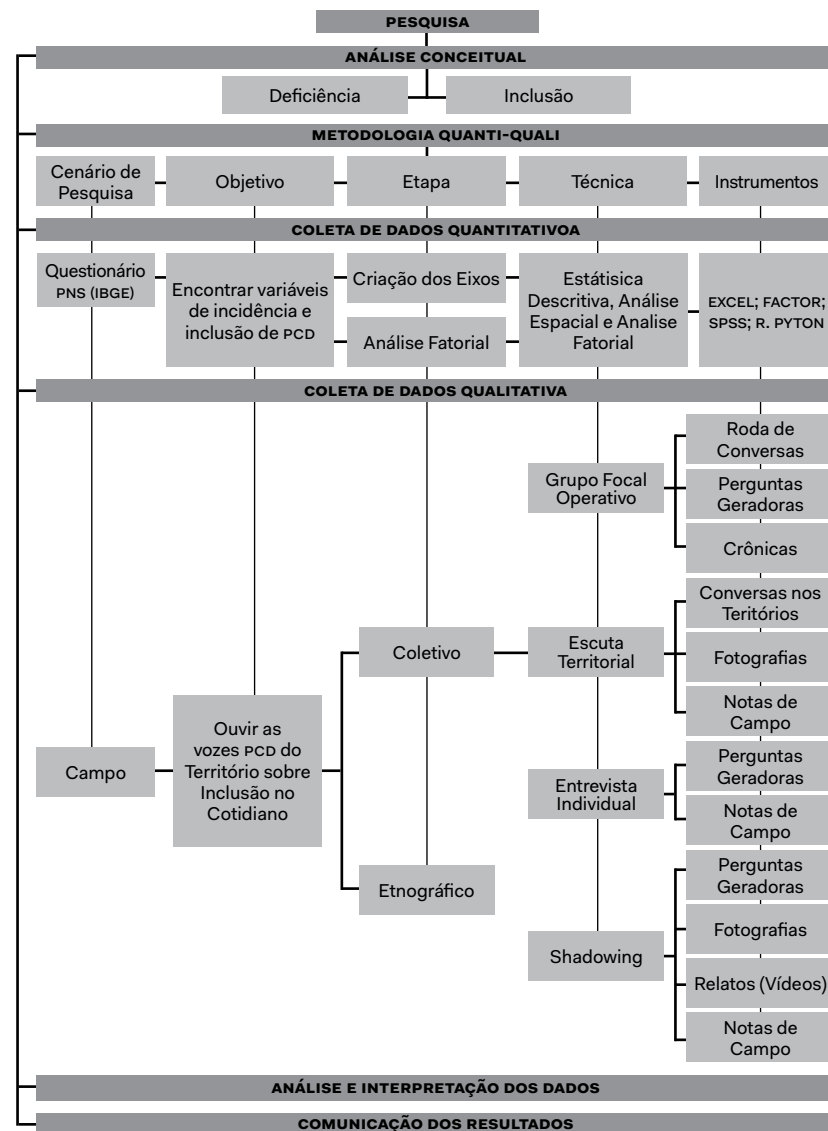 PESQUISA
ANÁLISE CONCEITUAL
Deficiência
Inclusão
METODOLOGIA QUANTI-QUALI
Cenário de
Pesquisa
Objetivo
Etapa
Técnica
Instrumentos
COLETA DE DADOS QUANTITATIVOA
Questionário
PNS (IBGE)
Encontrar variáveis
de incidência e
inclusão de PCD
Criação dos Eixos
Análise Fatorial
Estátisica
Descritiva, Análise
Espacial e Analise
Fatorial
EXCEL; FACTOR;
SPSS; R. PYTON
COLETA DE DADOS QUALITATIVA
Campo
Ouvir as
vozes PCD do
Território sobre
Inclusão no
Cotidiano
Coletivo
Etnográfico
Grupo Focal
Operativo
Roda de
Conversas
Perguntas
Geradoras
Crônicas
Escuta
Territorial
Conversas nos
Teritórios
Fotografias
Notas de
Campo
Entrevista
Individual
Perguntas
Geradoras
Notas de
Campo
Shadowing
Perguntas
Geradoras
Fotografias
Relatos (Vídeos)
Notas de
Campo
ANÁLISE E INTERPRETAÇÃO DOS DADOS
COMUNICAÇÃO DOS RESULTADOS